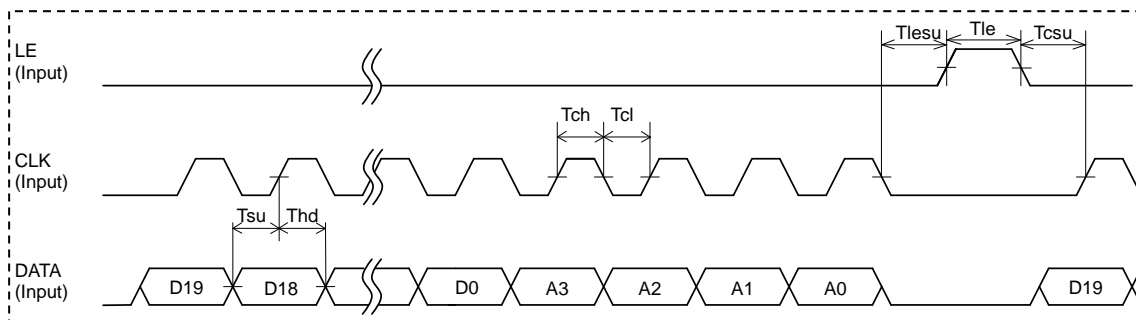 Tlesu Tle Tcsu
LE
(Input)
Tch Tcl
CLK
(Input)
Tsu Thd
DATA
(Input)
D19 D18 D0 A3 A2 A1 A0 D19